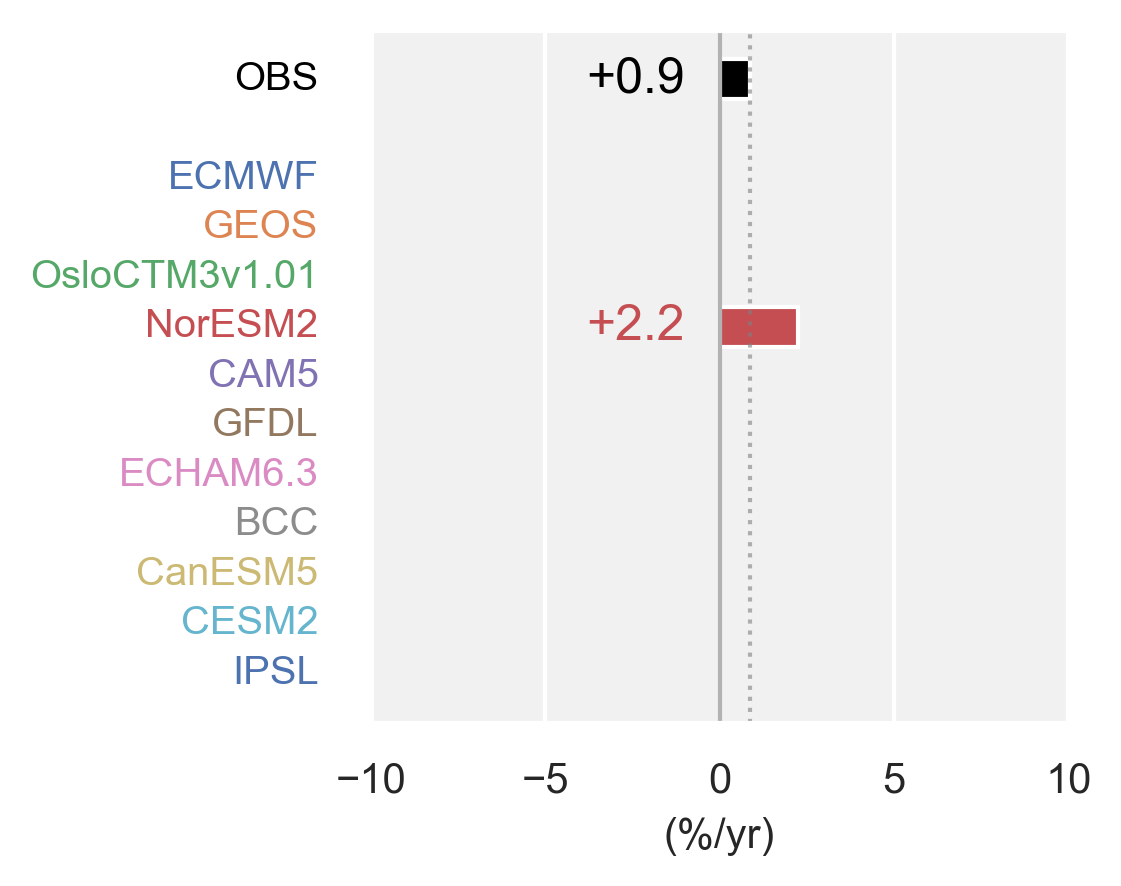 OBS +0.9
ECMWF
GEOS
OsloCTM3v1.01
NorESM2 +2.2
CAM5
GFDL
ECHAM6.3
BCC
CanESM5
CESM2
IPSL
−10 −5 0 5 10
(%/yr)